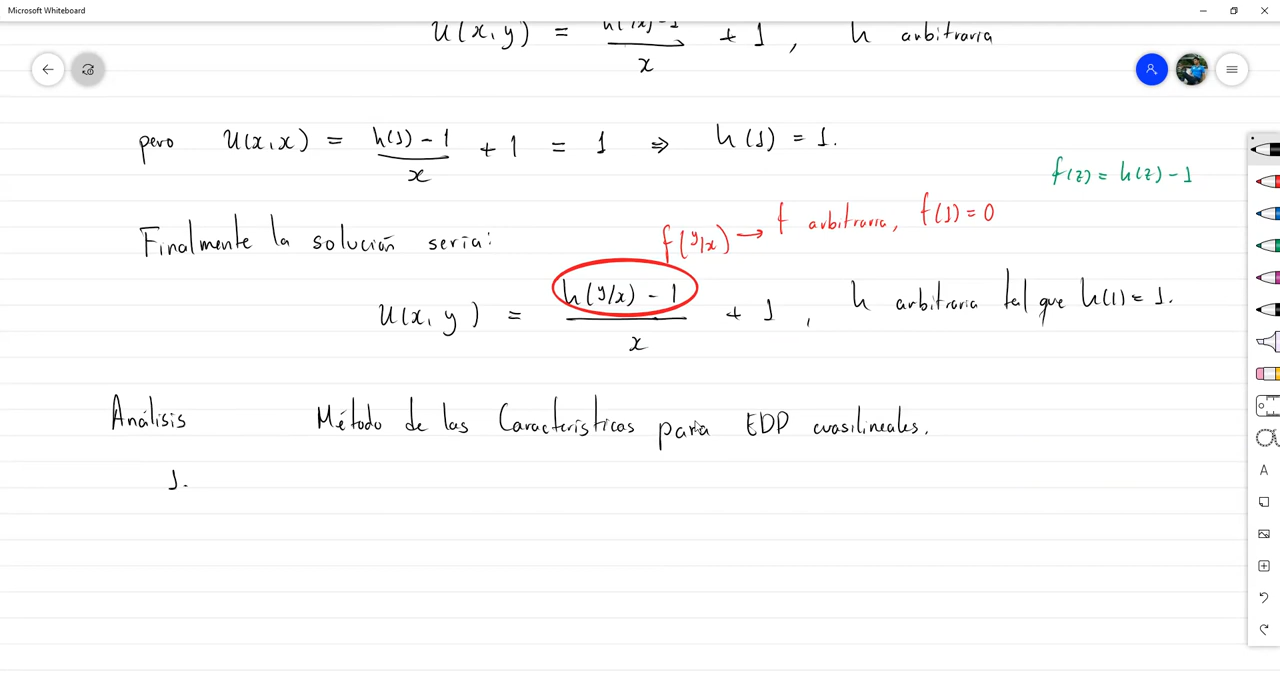 Microsoft Whiteboard
u(x,y) = h(y/x)-1 / x + 1, h arbitraria
pero u(x,x) = h(1) - 1 / x + 1 = 1 ⇒ h(1) = 1.
f(z) = h(z) - 1
f(y/x) → f arbitraria, f(1) = 0
Finalmente la solución sería:
u(x,y) = h(y/x) - 1 / x + 1, h arbitraria tal que h(1) = 1.
Análisis Método de las Características para EDP cuasilineales.
1.
A